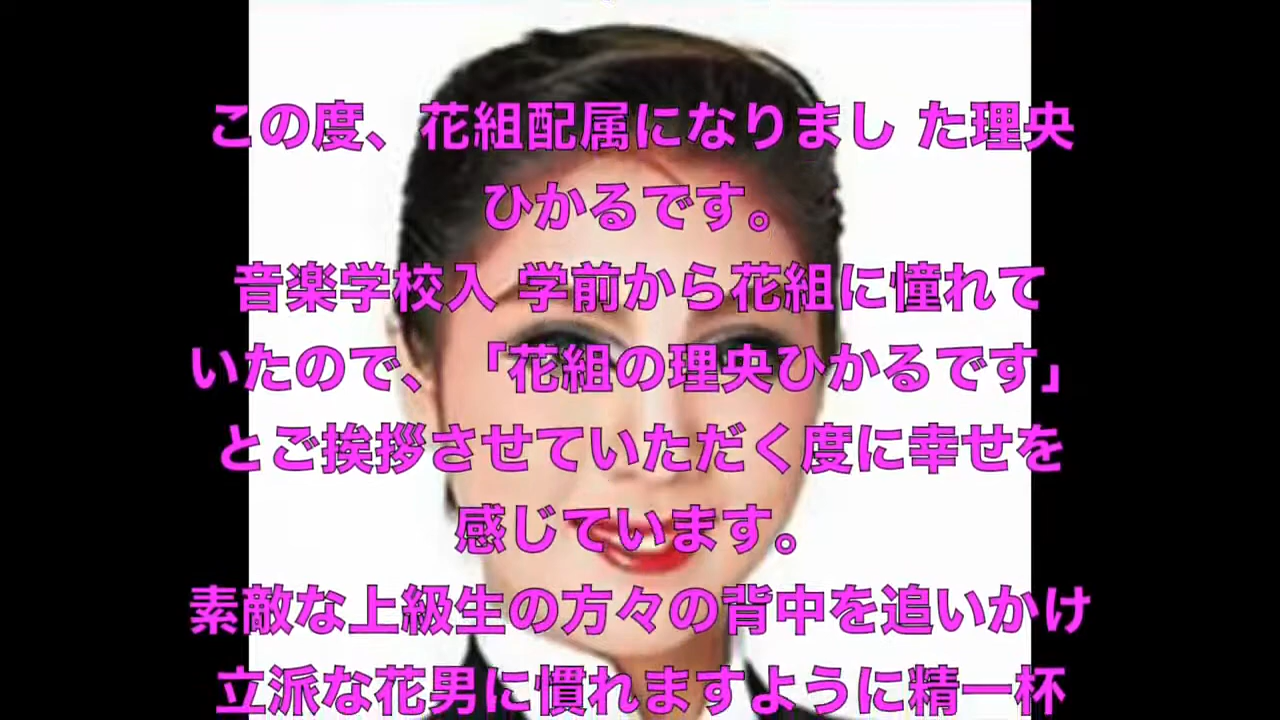 この度、花組配属になりまし た理央
ひかるです。
音楽学校入 学前から花組に憧れて
いたので、「花組の理央ひかるです」
とご挨拶させていただく度に幸せを
感じています。
素敵な上級生の方々の背中を追いかけ
立派な花男に慣れますように精一杯